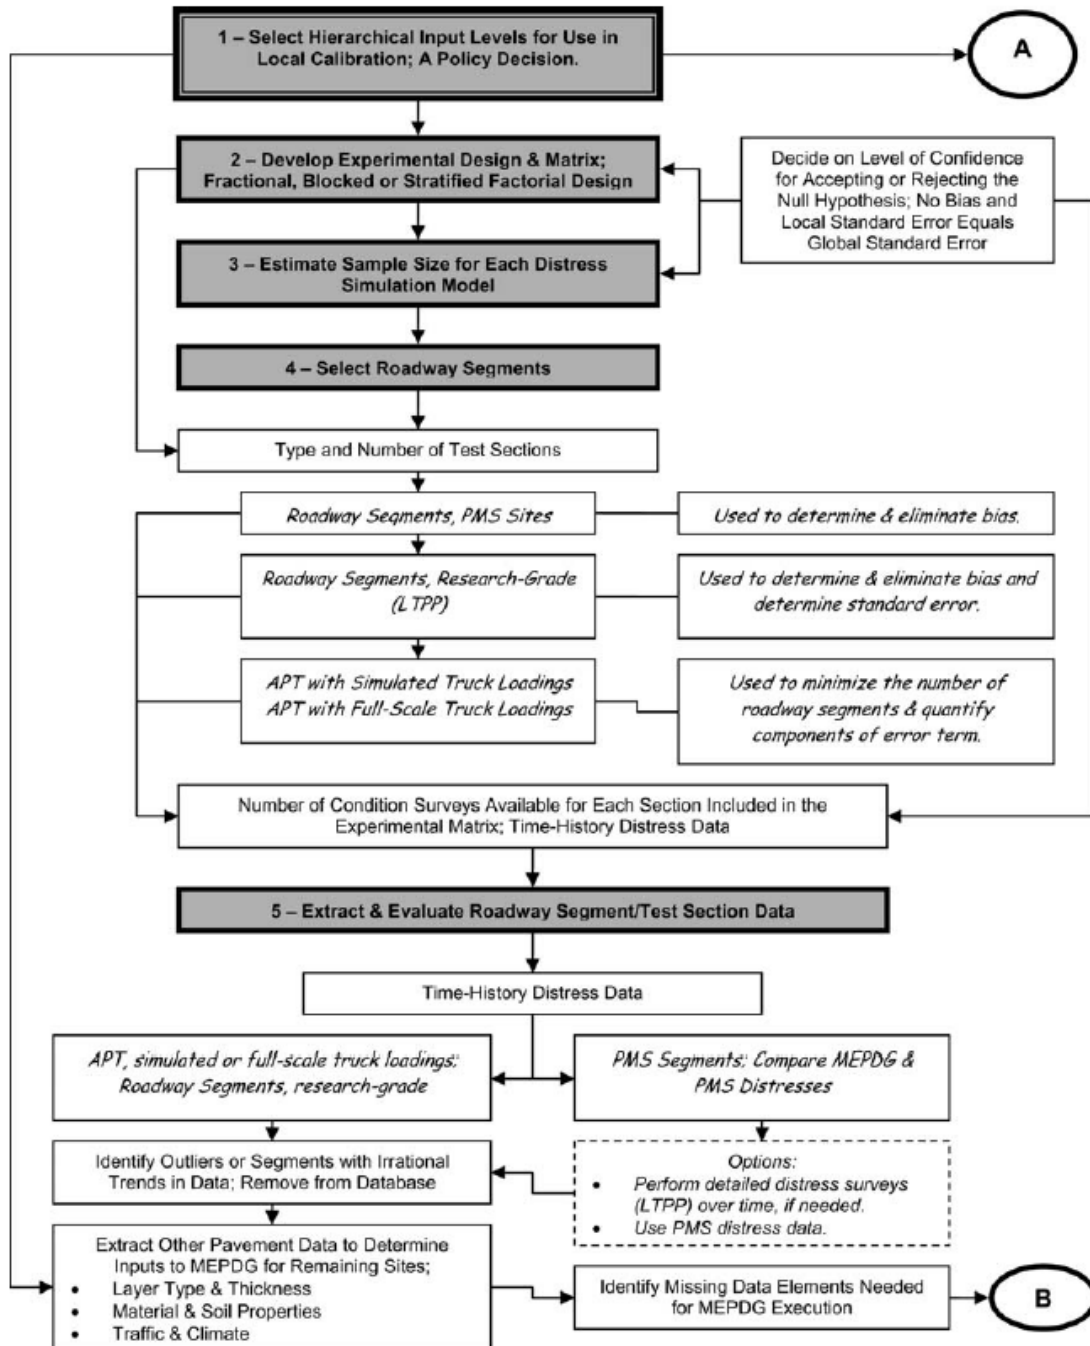 1 – Select Hierarchical Input Levels for Use in
Local Calibration; A Policy Decision.
A
2 – Develop Experimental Design & Matrix;
Fractional, Blocked or Stratified Factorial Design
Decide on Level of Confidence
for Accepting or Rejecting the
Null Hypothesis; No Bias and
Local Standard Error Equals
Global Standard Error
3 – Estimate Sample Size for Each Distress
Simulation Model
4 – Select Roadway Segments
Type and Number of Test Sections
Roadway Segments, PMS Sites
Used to determine & eliminate bias.
Roadway Segments, Research-Grade
(LTPP)
Used to determine & eliminate bias and
determine standard error.
APT with Simulated Truck Loadings
APT with Full-Scale Truck Loadings
Used to minimize the number of
roadway segments & quantify
components of error term.
Number of Condition Surveys Available for Each Section Included in the
Experimental Matrix; Time-History Distress Data
5 – Extract & Evaluate Roadway Segment/Test Section Data
Time-History Distress Data
APT, simulated or full-scale truck loadings;
Roadway Segments, research-grade
PMS Segments; Compare MEPDG &
PMS Distresses
Identify Outliers or Segments with Irrational
Trends in Data; Remove from Database
Options:
• Perform detailed distress surveys
(LTPP) over time, if needed.
• Use PMS distress data.
Extract Other Pavement Data to Determine
Inputs to MEPDG for Remaining Sites;
• Layer Type & Thickness
• Material & Soil Properties
• Traffic & Climate
Identify Missing Data Elements Needed
for MEPDG Execution
B